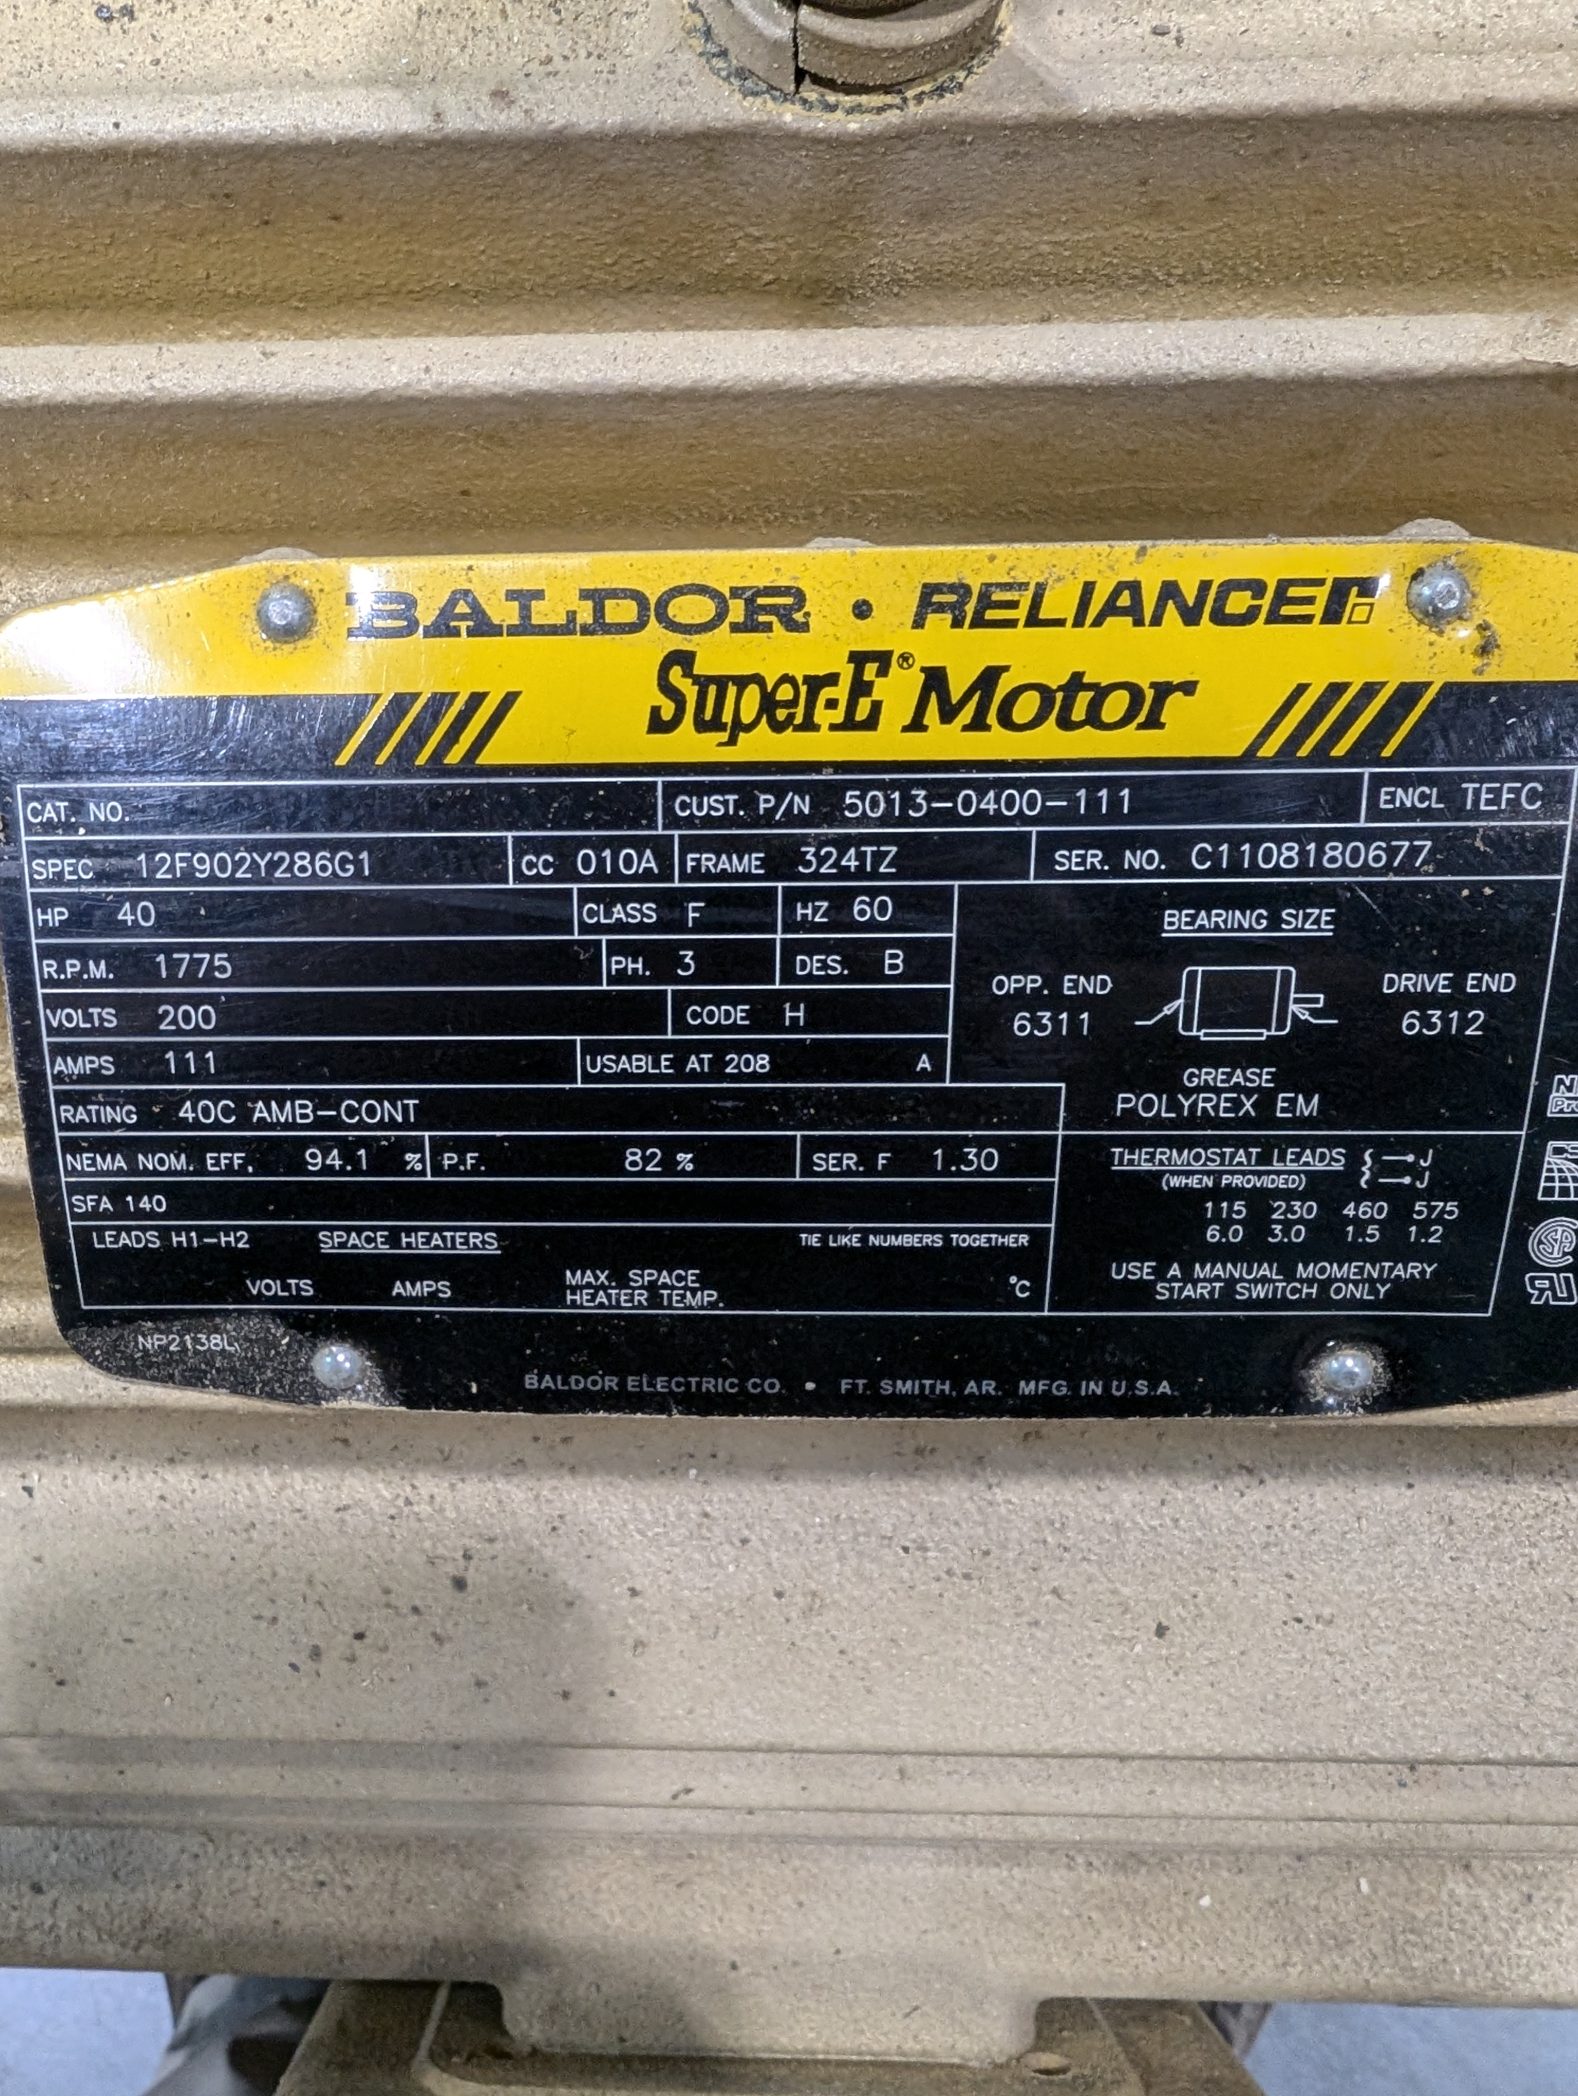 BALDOR • RELIANCER
Super-E® Motor
CAT. NO. CUST. P/N 5013-0400-111 ENCL TEFC
SPEC 12F902Y286G1 CC 010A FRAME 324TZ SER. NO. C1108180677
HP 40 CLASS F HZ 60
R.P.M. 1775 PH. 3 DES. B
VOLTS 200 CODE H
AMPS 111 USABLE AT 208 A
RATING 40C AMB-CONT
NEMA NOM. EFF. 94.1 % P.F. 82 % SER. F 1.30
SFA 140
LEADS H1-H2 SPACE HEATERS TIE LIKE NUMBERS TOGETHER
VOLTS AMPS MAX. SPACE HEATER TEMP. °C
BEARING SIZE
OPP. END DRIVE END
6311 6312
GREASE
POLYREX EM
THERMOSTAT LEADS J
(WHEN PROVIDED) J
115 230 460 575
6.0 3.0 1.5 1.2
USE A MANUAL MOMENTARY
START SWITCH ONLY
NP2138L
BALDOR ELECTRIC CO. • FT. SMITH, AR. MFG. IN U.S.A.